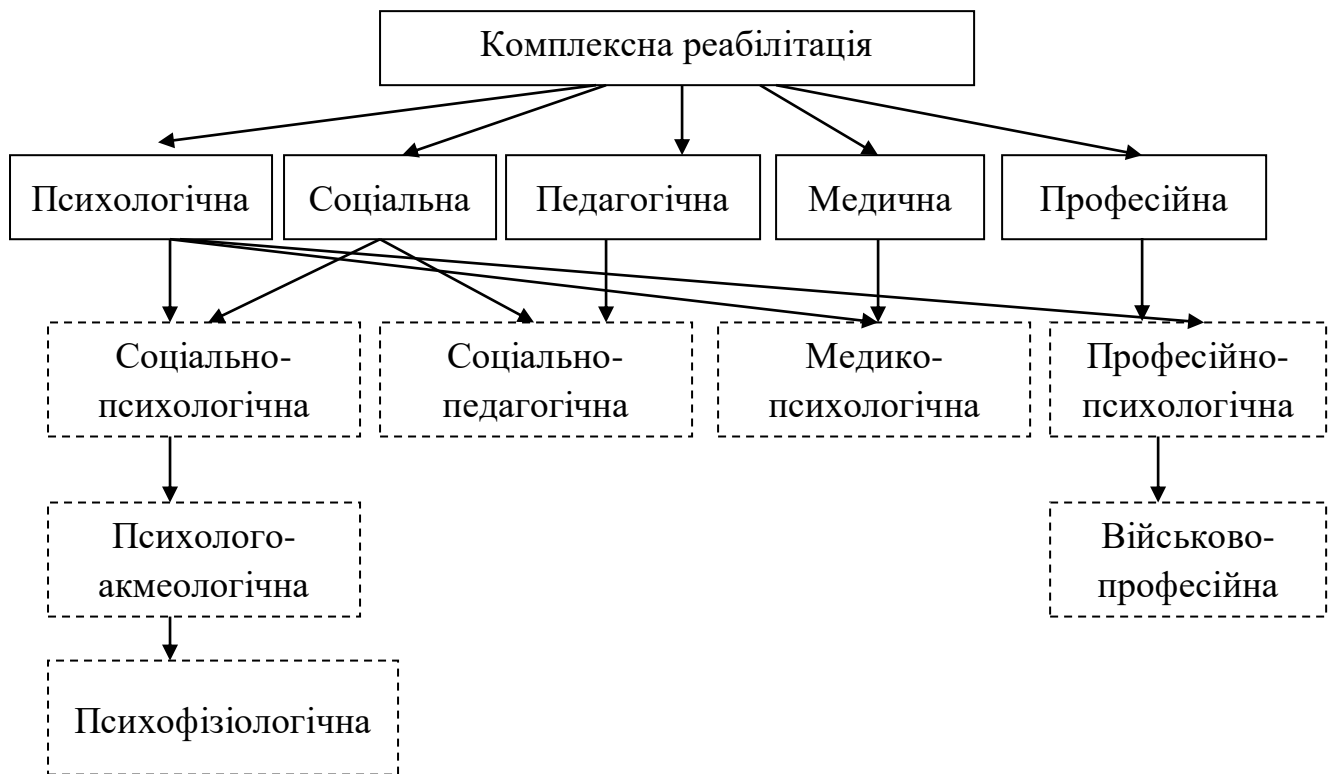 Комплексна реабілітація
Психологічна
Соціальна
Педагогічна
Медична
Професійна
Соціально-
психологічна
Соціально-
педагогічна
Медико-
психологічна
Професійно-
психологічна
Психолого-
акмеологічна
Військово-
професійна
Психофізіологічна